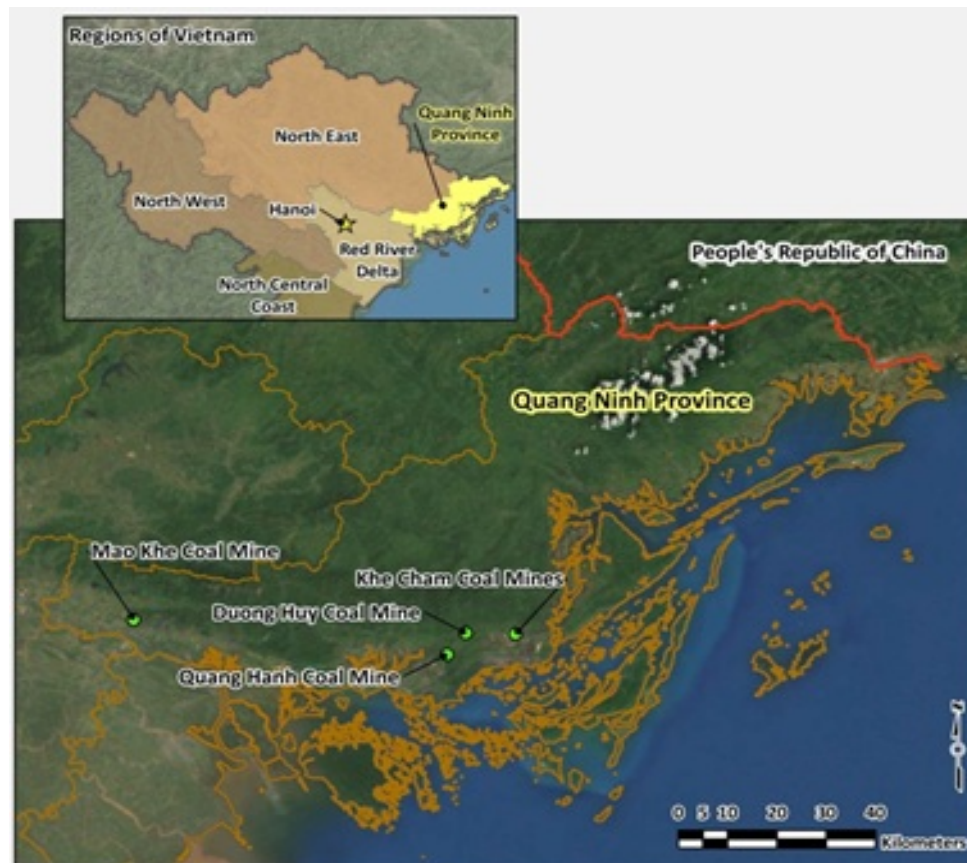 Regions of Vietnam
Quang Ninh
Province
North East
North West
Hanoi
Red River
Delta
North Central
Coast
People's Republic of China
Quang Ninh Province
Mao Khe Coal Mine
Khe Cham Coal Mines
Duong Huy Coal Mine
Quang Hanh Coal Mine
N
0 5 10 20 30 40
Kilometers